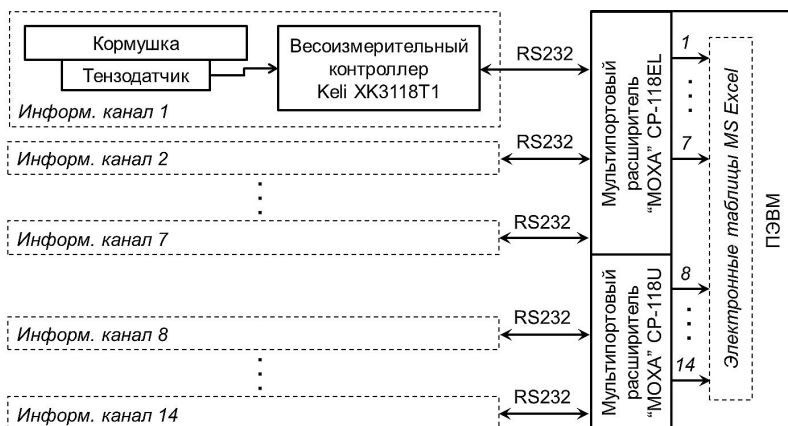 Кормушка
Тензодатчик
Весоизмерительный
контроллер
Keli XK3118T1
Информ. канал 1
RS232
Информ. канал 2
RS232
Информ. канал 7
RS232
Информ. канал 8
RS232
Информ. канал 14
RS232
Мультипортовый
расширитель
“MOXA” CP-118EL
Мультипортовый
расширитель
“MOXA” CP-118U
1
7
8
14
Электронные таблицы MS Excel
ПЭВМ